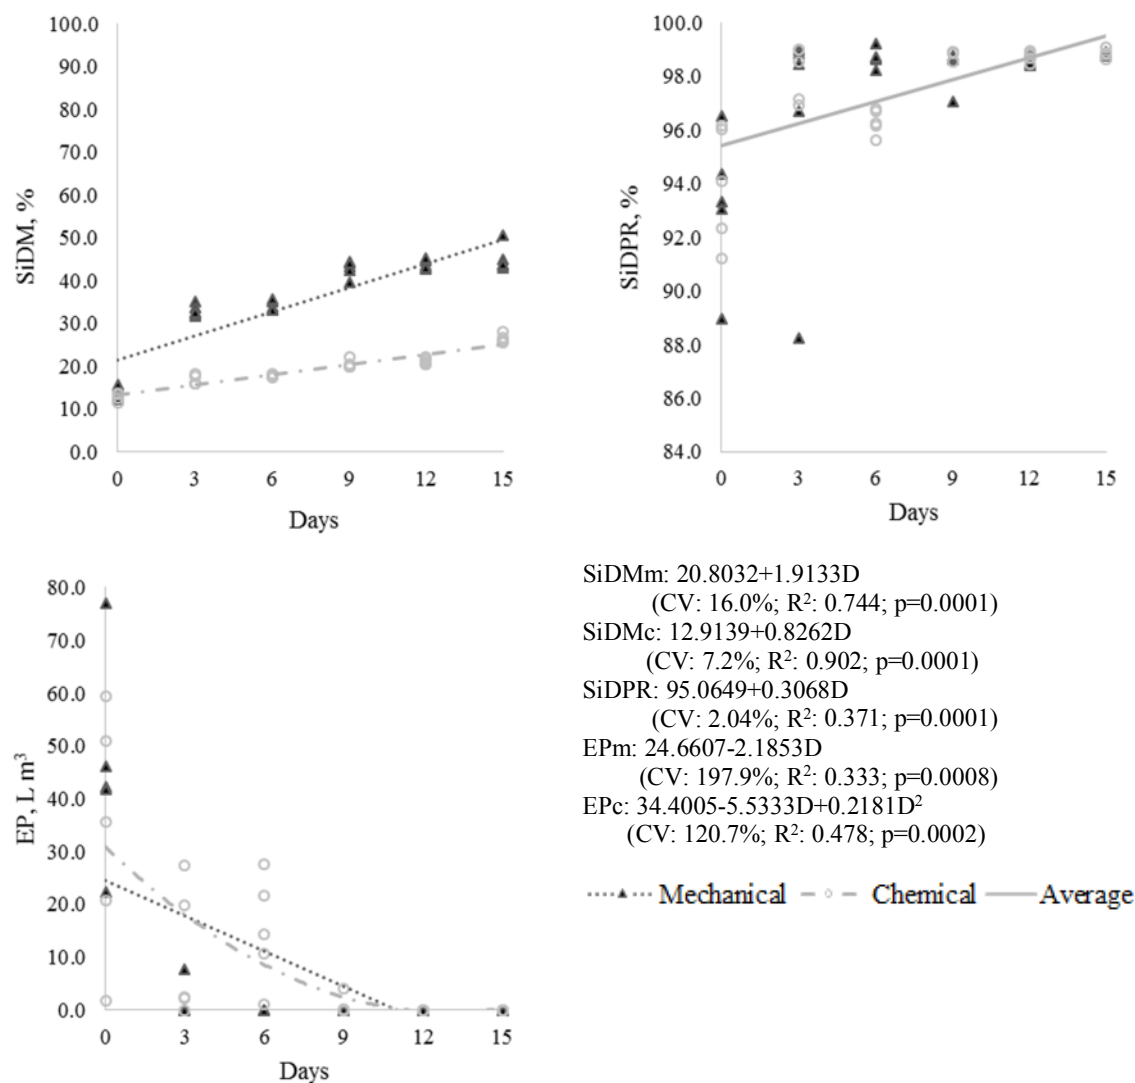 100.0
90.0
80.0
70.0
60.0
50.0
40.0
30.0
20.0
10.0
0.0
SiDM, %
0 3 6 9 12 15
Days
100.0
98.0
96.0
94.0
92.0
90.0
88.0
86.0
84.0
SiDPR, %
0 3 6 9 12 15
Days
80.0
70.0
60.0
50.0
40.0
30.0
20.0
10.0
0.0
EP, L m³
0 3 6 9 12 15
Days
SiDMm: 20.8032+1.9133D
(CV: 16.0%; R²: 0.744; p=0.0001)
SiDMc: 12.9139+0.8262D
(CV: 7.2%; R²: 0.902; p=0.0001)
SiDPR: 95.0649+0.3068D
(CV: 2.04%; R²: 0.371; p=0.0001)
EPm: 24.6607-2.1853D
(CV: 197.9%; R²: 0.333; p=0.0008)
EPc: 34.4005-5.5333D+0.2181D²
(CV: 120.7%; R²: 0.478; p=0.0002)
Mechanical Chemical Average